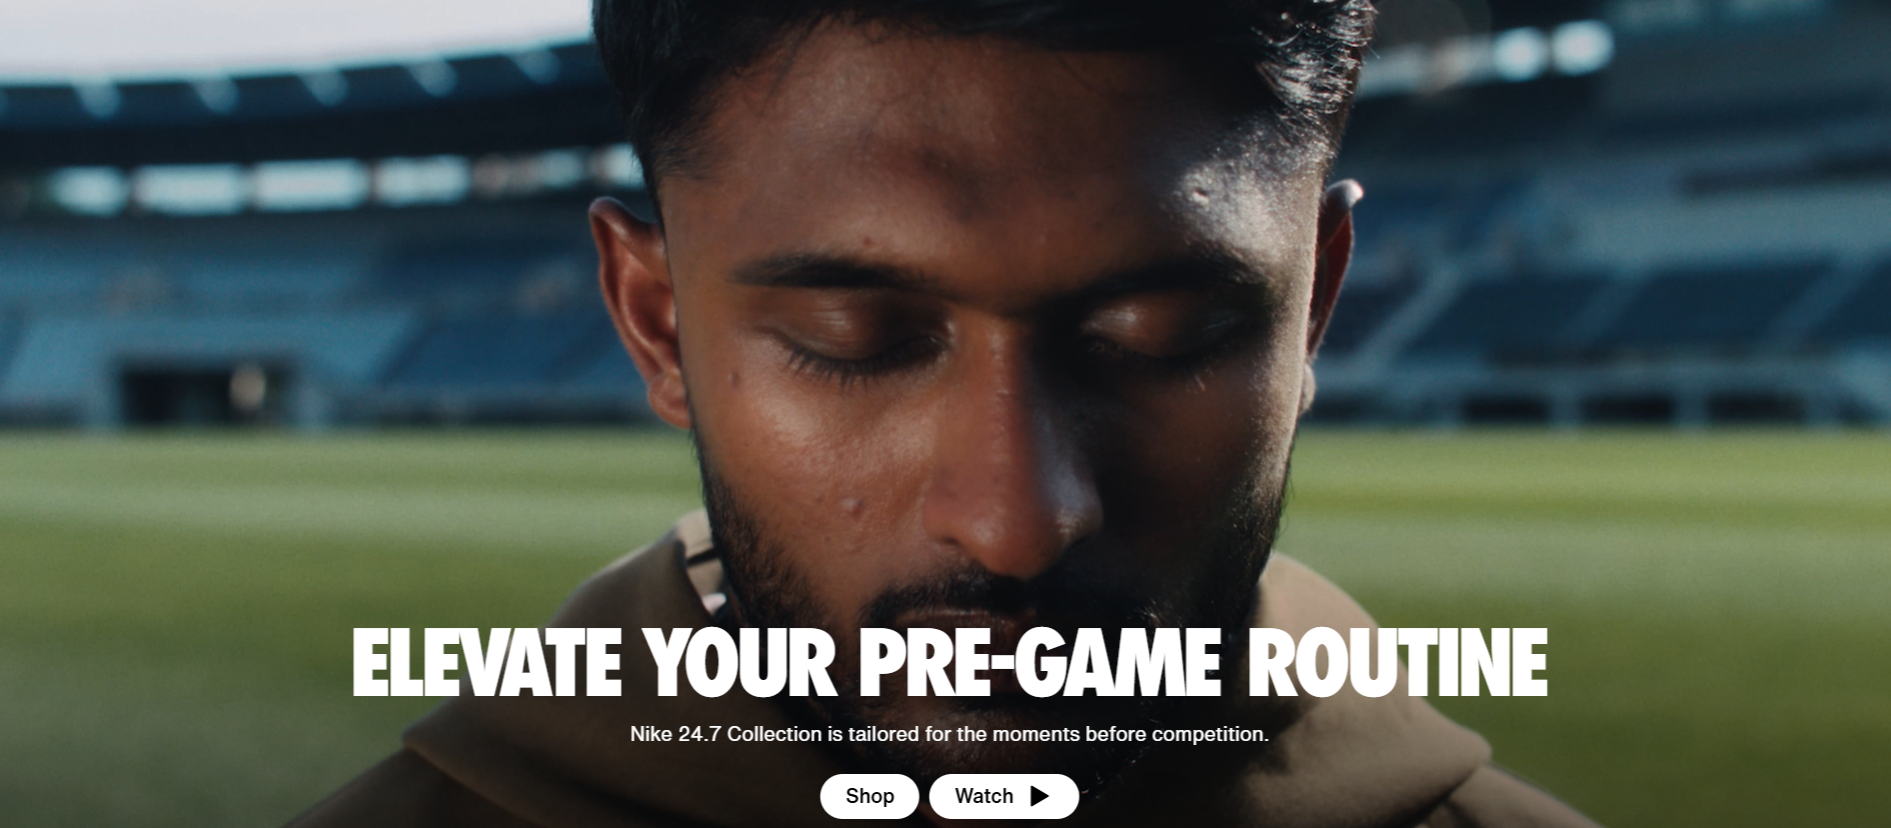 ELEVATE YOUR PRE-GAME ROUTINE
Nike 24.7 Collection is tailored for the moments before competition.
Shop
Watch